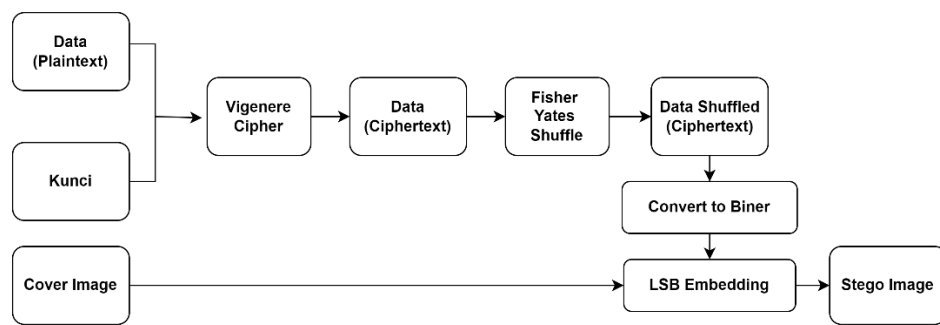 Data
(Plaintext)
Kunci
Vigenere
Cipher
Data
(Ciphertext)
Fisher
Yates
Shuffle
Data Shuffled
(Ciphertext)
Convert to Biner
Cover Image
LSB Embedding
Stego Image